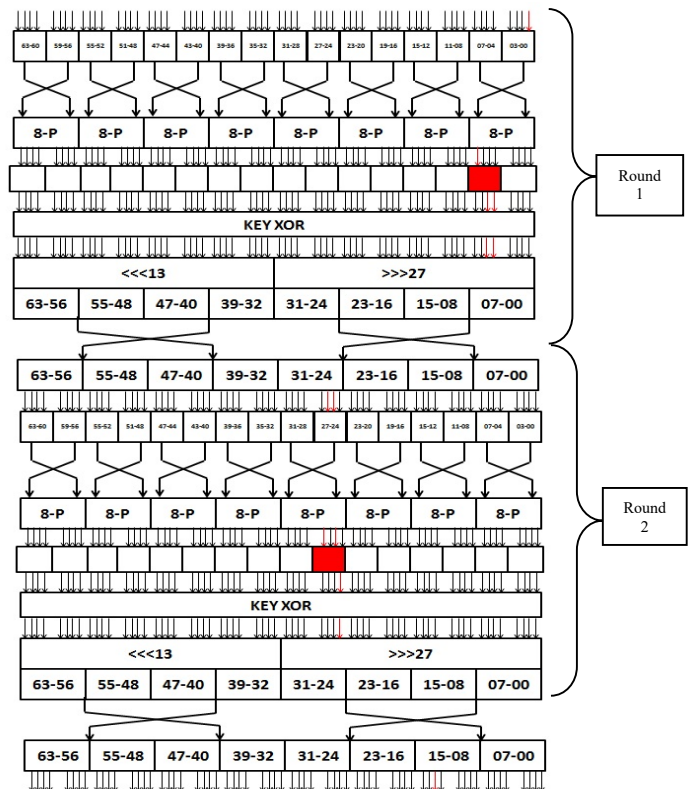 63-60 59-56 55-52 51-48 47-44 43-40 39-36 35-32 31-28 27-24 23-20 19-16 15-12 11-08 07-04 03-00
8-P 8-P 8-P 8-P 8-P 8-P 8-P 8-P
Round
1
KEY XOR
<<<13 >>>27
63-56 55-48 47-40 39-32 31-24 23-16 15-08 07-00
63-56 55-48 47-40 39-32 31-24 23-16 15-08 07-00
63-60 59-56 55-52 51-48 47-44 43-40 39-36 35-32 31-28 27-24 23-20 19-16 15-12 11-08 07-04 03-00
8-P 8-P 8-P 8-P 8-P 8-P 8-P 8-P
Round
2
KEY XOR
<<<13 >>>27
63-56 55-48 47-40 39-32 31-24 23-16 15-08 07-00
63-56 55-48 47-40 39-32 31-24 23-16 15-08 07-00